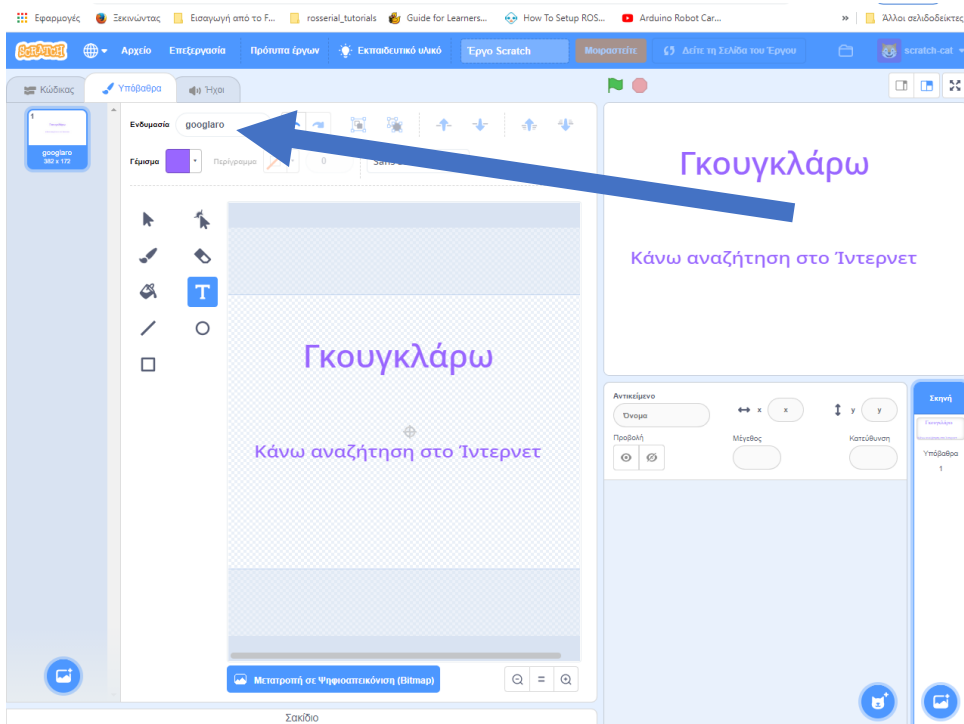 Εφαρμογές Ξεκινώντας Εισαγωγή από το F... rosserial_tutorials Guide for Learners... How To Setup ROS... Arduino Robot Car... » Άλλοι σελιδοδείκτες
SCRATCH Αρχείο Επεξεργασία Πρότυπα έργων Εκπαιδευτικό υλικό Έργο Scratch Μοιραστείτε Δείτε τη Σελίδα του Έργου scratch-cat
Κώδικας Υπόβαθρα Ήχοι
1
googlaro
382 x 172
Ενδυμασία googlaro
Γέμισμα Περίγραμμα 0
Γκουγκλάρω
Κάνω αναζήτηση στο Ίντερνετ
Μετατροπή σε Ψηφιοαπεικόνιση (Bitmap)
Σακίδιο
Γκουγκλάρω
Κάνω αναζήτηση στο Ίντερνετ
Αντικείμενο
Όνομα x x y y
Προβολή Μέγεθος Κατεύθυνση
Σκηνή
Υπόβαθρα
1